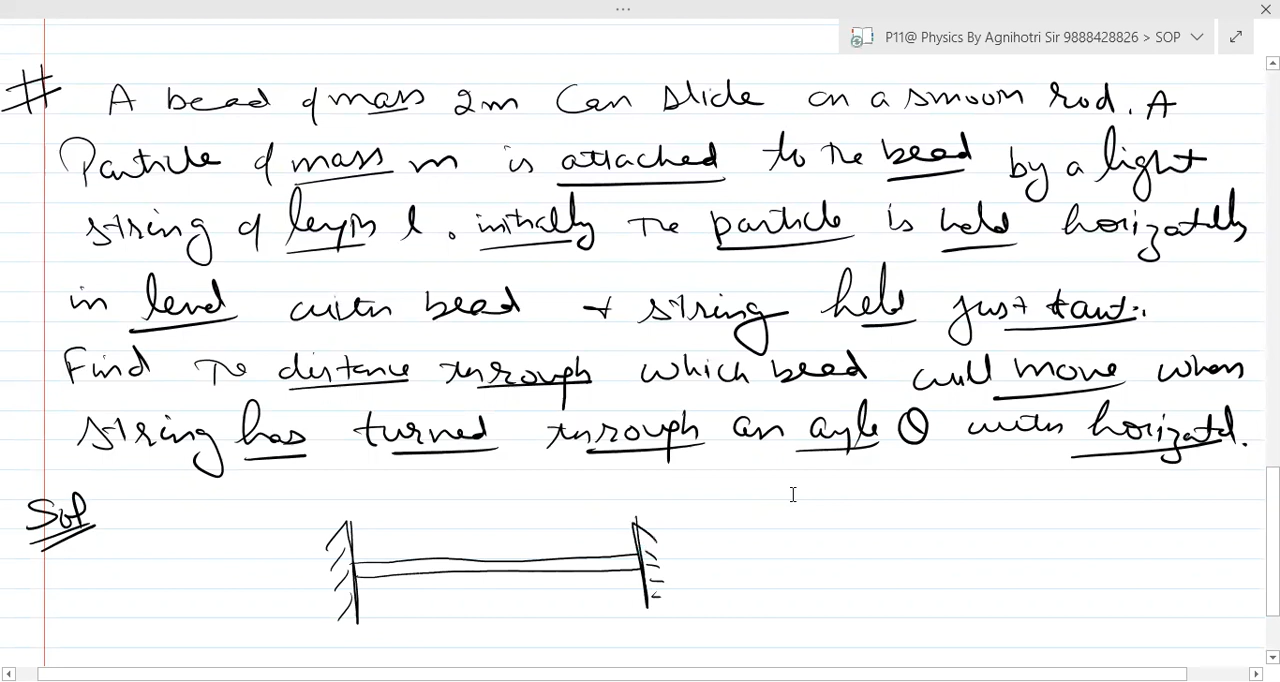 P11@ Physics By Agnihotri Sir 9888428826 > SOP
# A bead of mass 2m Can slide on a smooth rod. A
Particle of mass m is attached to the bead by a light
string of length l. initially the particle is held horizontally
in level with bead & string held just taut.
Find the distance through which bead will move when
string has turned through an angle θ with horizontal.
Sol